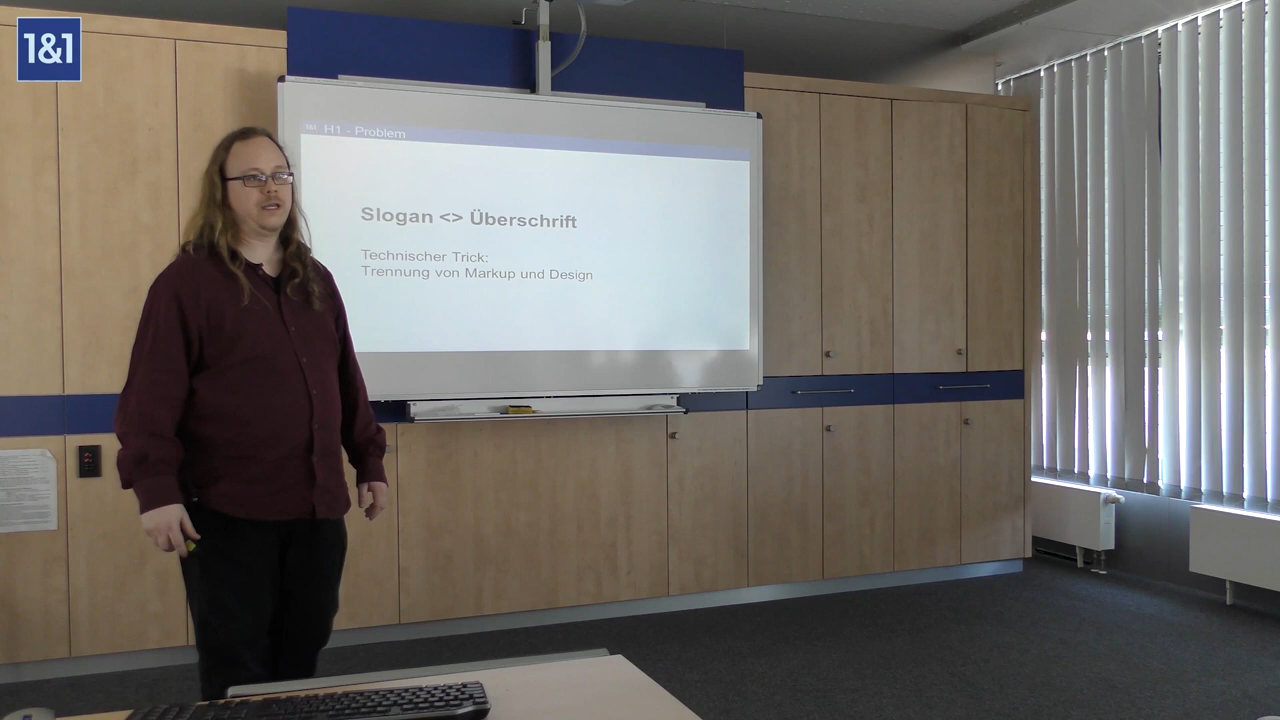 1&1
1&1 H1 - Problem
Slogan <> Überschrift
Technischer Trick:
Trennung von Markup und Design